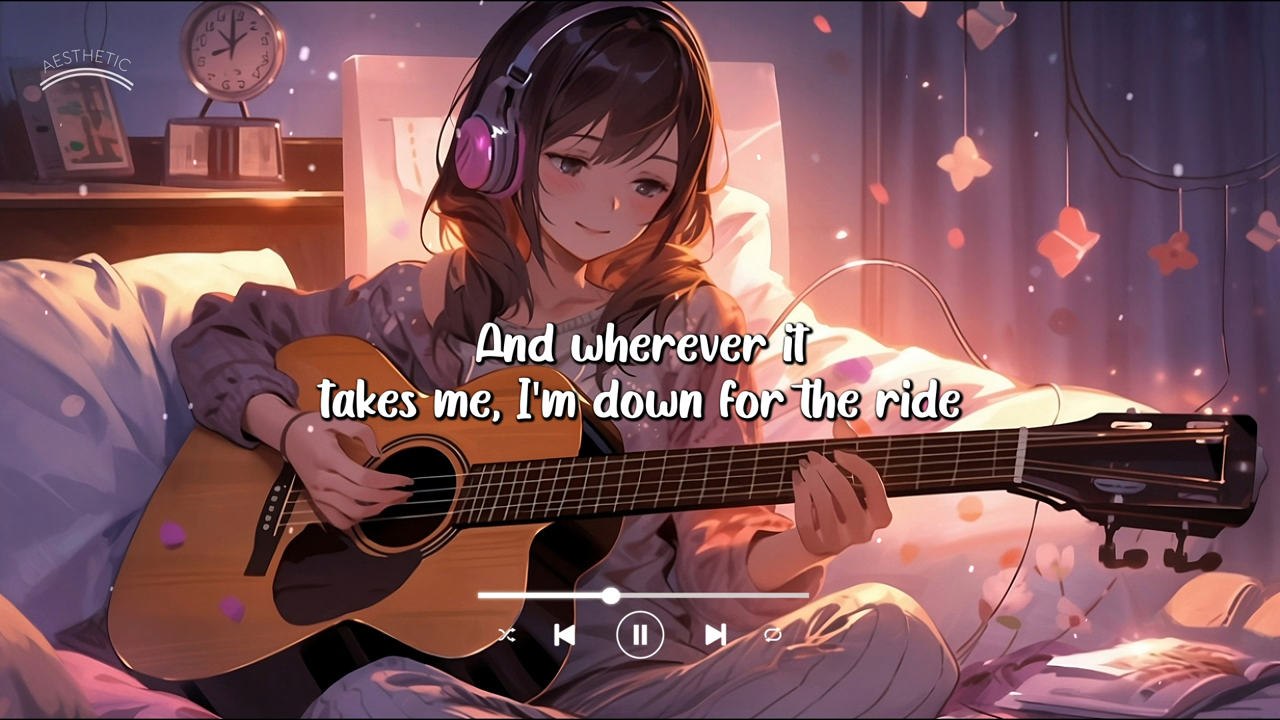 AESTHETIC
And wherever it
takes me, I'm down for the ride